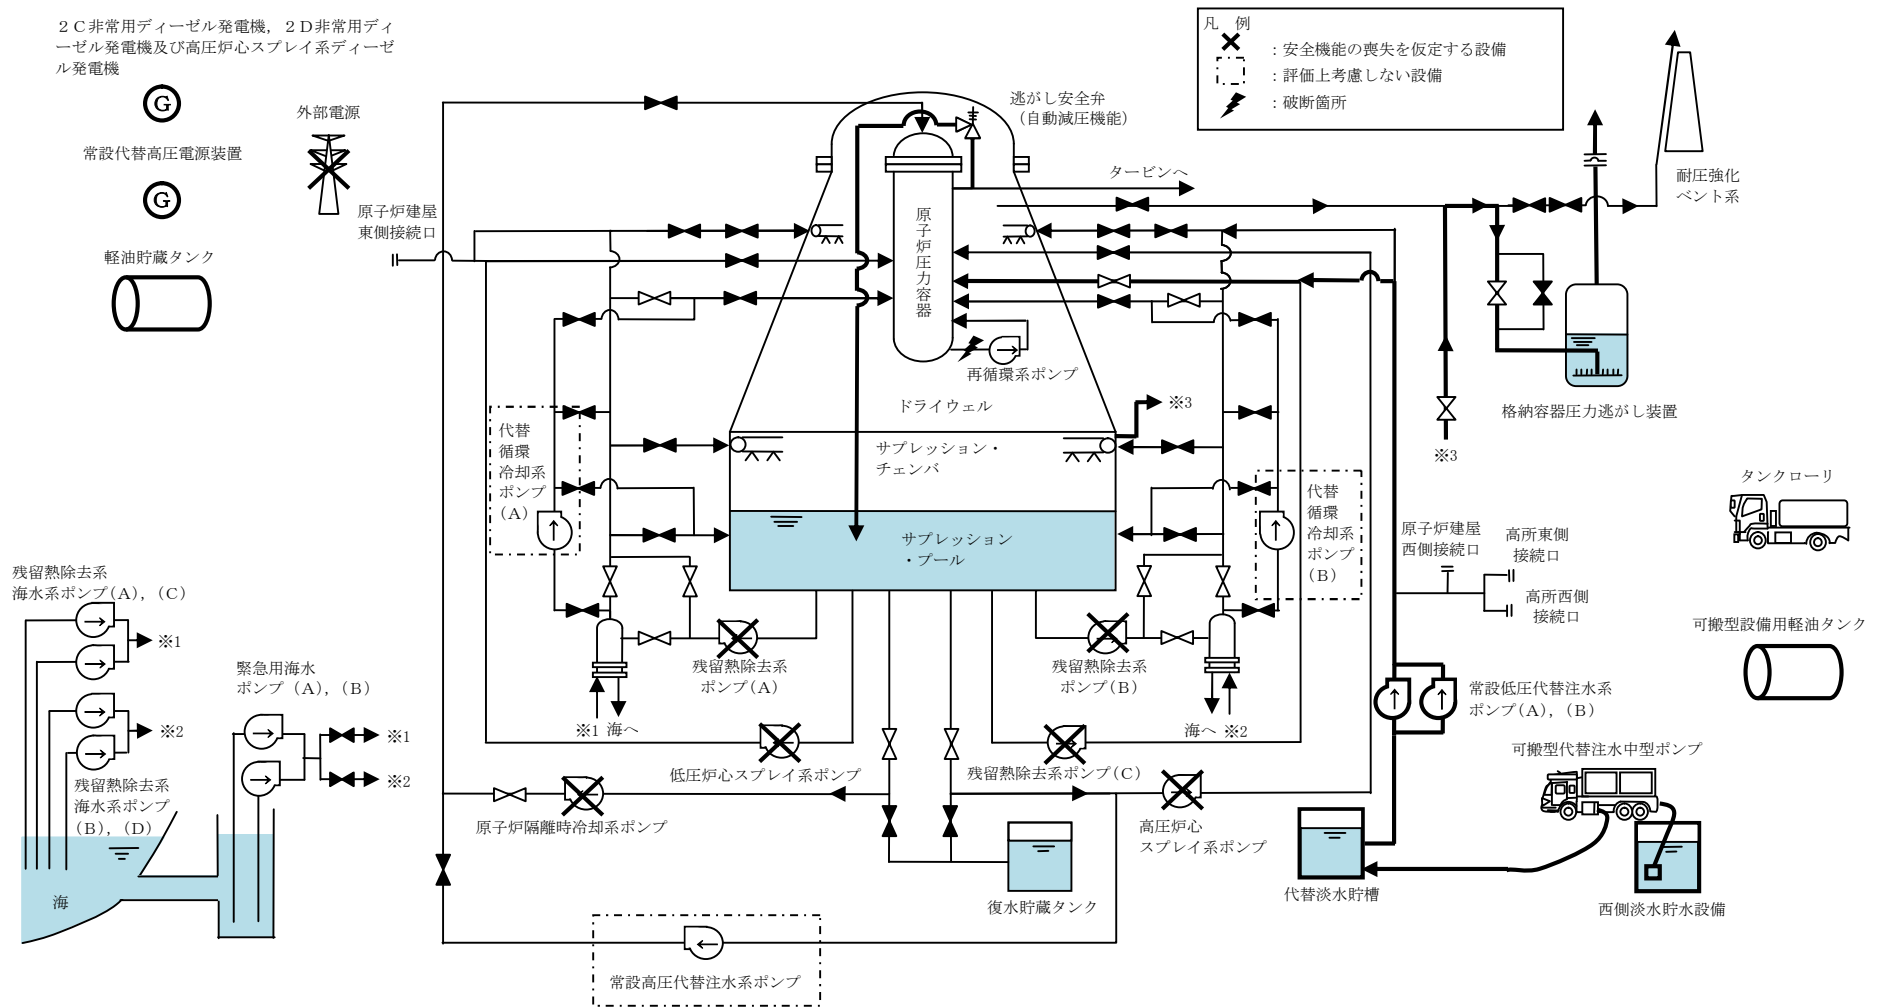 ２Ｃ非常用ディーゼル発電機，２Ｄ非常用ディ
ーゼル発電機及び高圧炉心スプレイ系ディーゼ
ル発電機
G
常設代替高圧電源装置
G
軽油貯蔵タンク
外部電源
原子炉建屋
東側接続口
逃がし安全弁
（自動減圧機能）
凡　例
：安全機能の喪失を仮定する設備
：評価上考慮しない設備
：破断箇所
タービンへ
耐圧強化
ベント系
原子炉圧力容器
再循環系ポンプ
ドライウェル
※3
格納容器圧力逃がし装置
※3
サプレッション・
チェンバ
サプレッション
・プール
代替
循環
冷却系
ポンプ
（A）
代替
循環
冷却系
ポンプ
（B）
タンクローリ
原子炉建屋
西側接続口
高所東側
接続口
高所西側
接続口
可搬型設備用軽油タンク
残留熱除去系
海水系ポンプ(A)，（C）
※1
※2
残留熱除去系
海水系ポンプ
（B），（D）
海
緊急用海水
ポンプ（A），（B）
※1
※2
残留熱除去系
ポンプ(A)
※1 海へ
残留熱除去系
ポンプ(B)
海へ ※2
低圧炉心スプレイ系ポンプ
残留熱除去系ポンプ（C）
常設低圧代替注水系
ポンプ(A)，（B）
可搬型代替注水中型ポンプ
原子炉隔離時冷却系ポンプ
高圧炉心
スプレイ系ポンプ
復水貯蔵タンク
代替淡水貯槽
西側淡水貯水設備
常設高圧代替注水系ポンプ